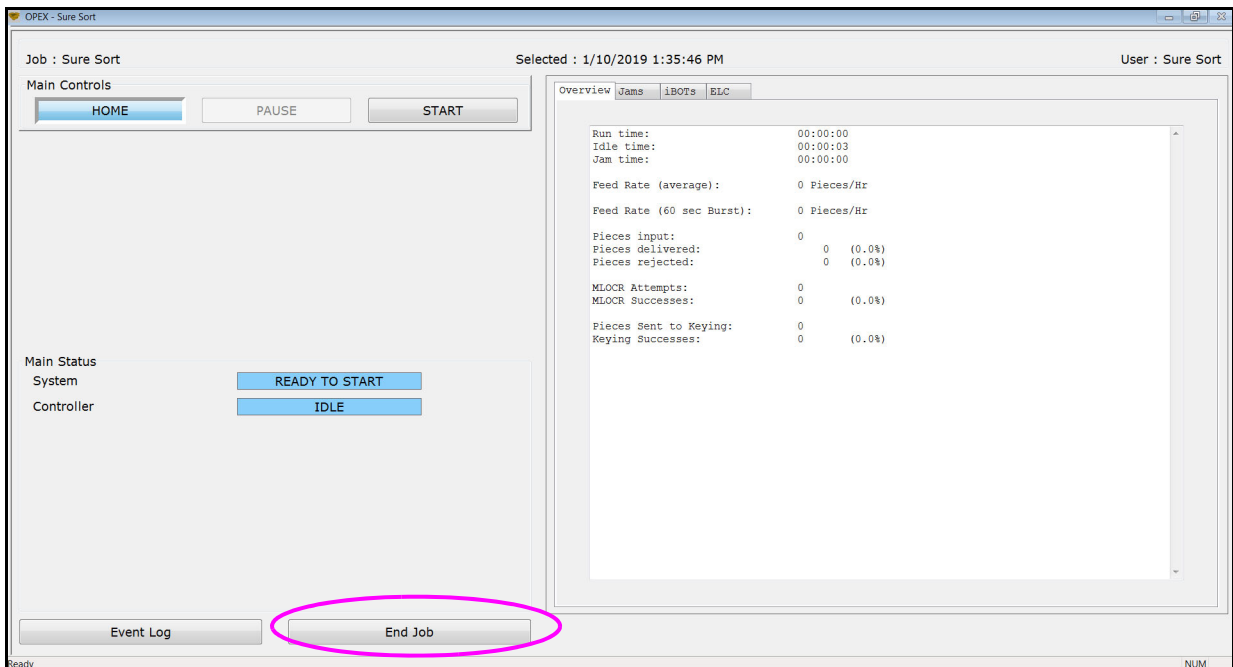 OPEX - Sure Sort
Job : Sure Sort
Selected : 1/10/2019 1:35:46 PM
User : Sure Sort
Main Controls
HOME
PAUSE
START
Overview Jams iBOTs ELC
Run time: 00:00:00
Idle time: 00:00:03
Jam time: 00:00:00
Feed Rate (average): 0 Pieces/Hr
Feed Rate (60 sec Burst): 0 Pieces/Hr
Pieces input: 0
Pieces delivered: 0 (0.0%)
Pieces rejected: 0 (0.0%)
MLOCR Attempts: 0
MLOCR Successes: 0 (0.0%)
Pieces Sent to Keying: 0
Keying Successes: 0 (0.0%)
Main Status
System READY TO START
Controller IDLE
Event Log
End Job
Ready
NUM